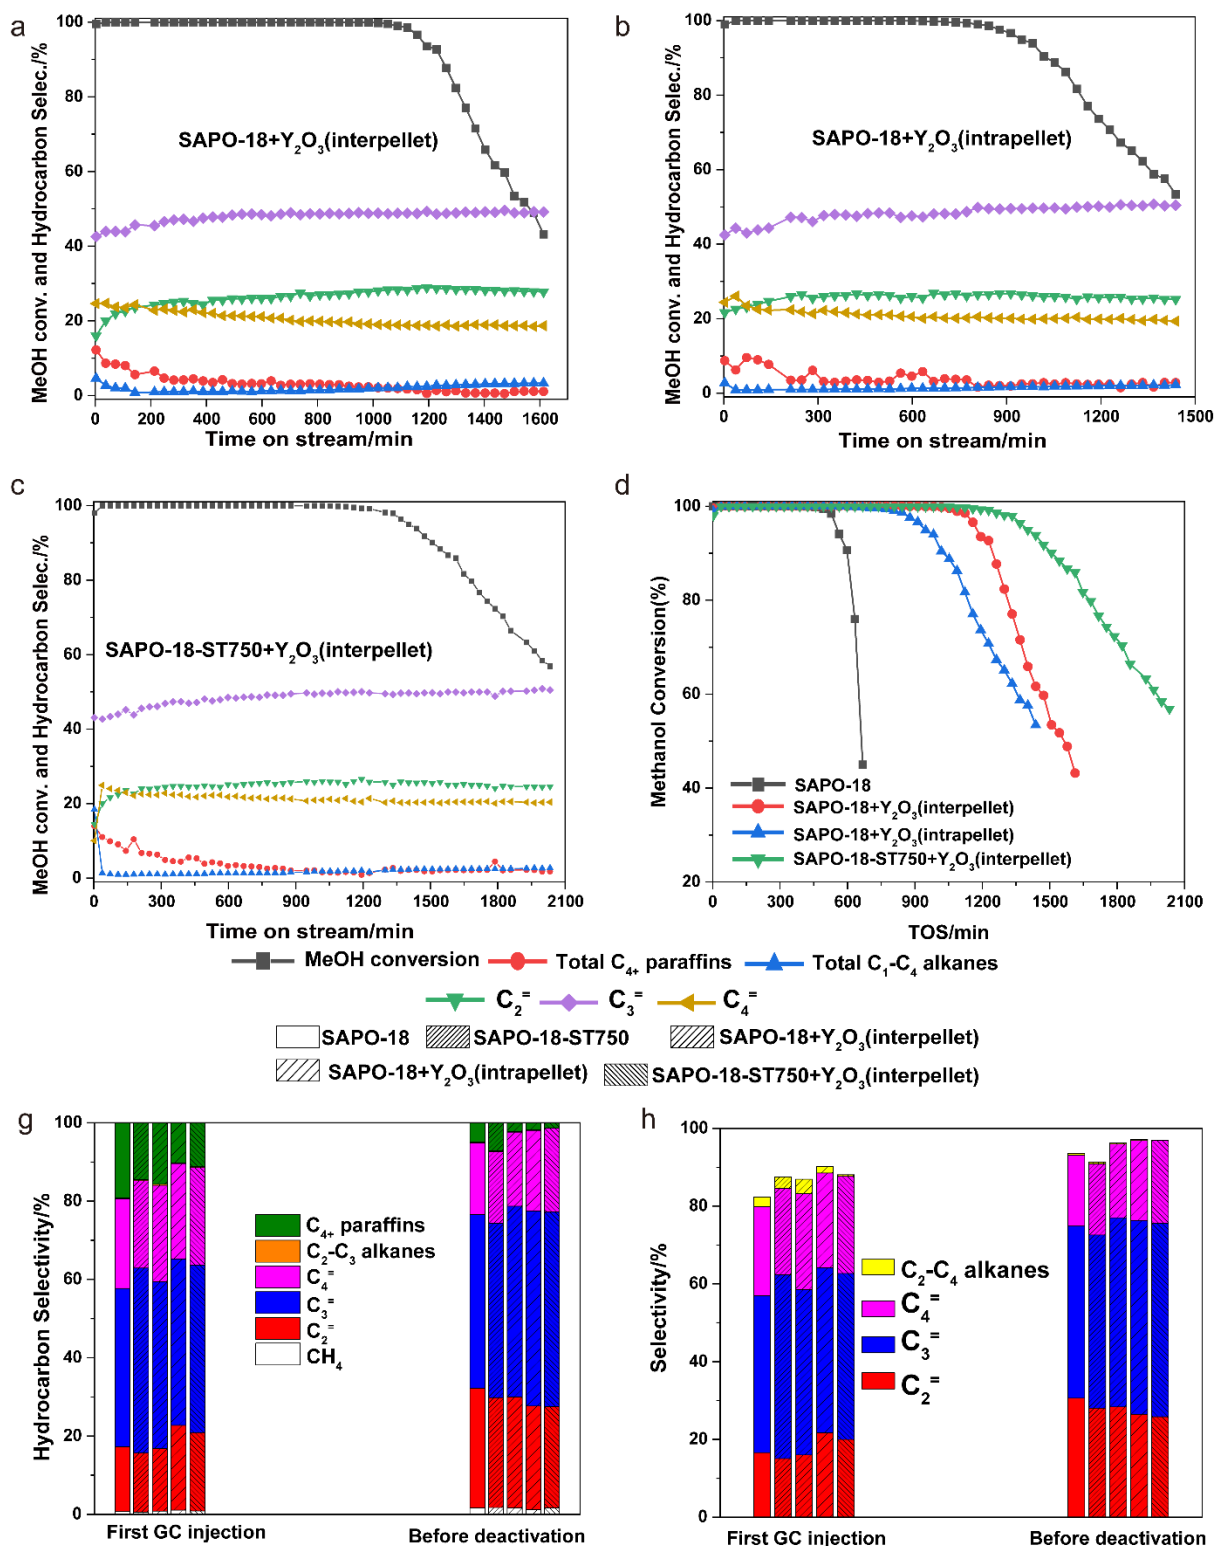 a
MeOH conv. and Hydrocarbon Selec./%
100
80
60
40
20
0
SAPO-18+Y2O3(interpellet)
0 200 400 600 800 1000 1200 1400 1600
Time on stream/min
b
MeOH conv. and Hydrocarbon Selec./%
100
80
60
40
20
0
SAPO-18+Y2O3(intrapellet)
0 300 600 900 1200 1500
Time on stream/min
c
MeOH conv. and Hydrocarbon Selec./%
100
80
60
40
20
0
SAPO-18-ST750+Y2O3(interpellet)
0 300 600 900 1200 1500 1800 2100
Time on stream/min
d
Methanol Conversion(%)
100
80
60
40
20
SAPO-18
SAPO-18+Y2O3(interpellet)
SAPO-18+Y2O3(intrapellet)
SAPO-18-ST750+Y2O3(interpellet)
0 300 600 900 1200 1500 1800 2100
TOS/min
MeOH conversion Total C4+ paraffins Total C1-C4 alkanes
C2= C3= C4=
SAPO-18 SAPO-18-ST750 SAPO-18+Y2O3(interpellet)
SAPO-18+Y2O3(intrapellet) SAPO-18-ST750+Y2O3(interpellet)
g
Hydrocarbon Selectivity/%
100
80
60
40
20
0
C4+ paraffins
C2-C3 alkanes
C4=
C3=
C2=
CH4
First GC injection Before deactivation
h
Selectivity/%
100
80
60
40
20
0
C2-C4 alkanes
C4=
C3=
C2=
First GC injection Before deactivation